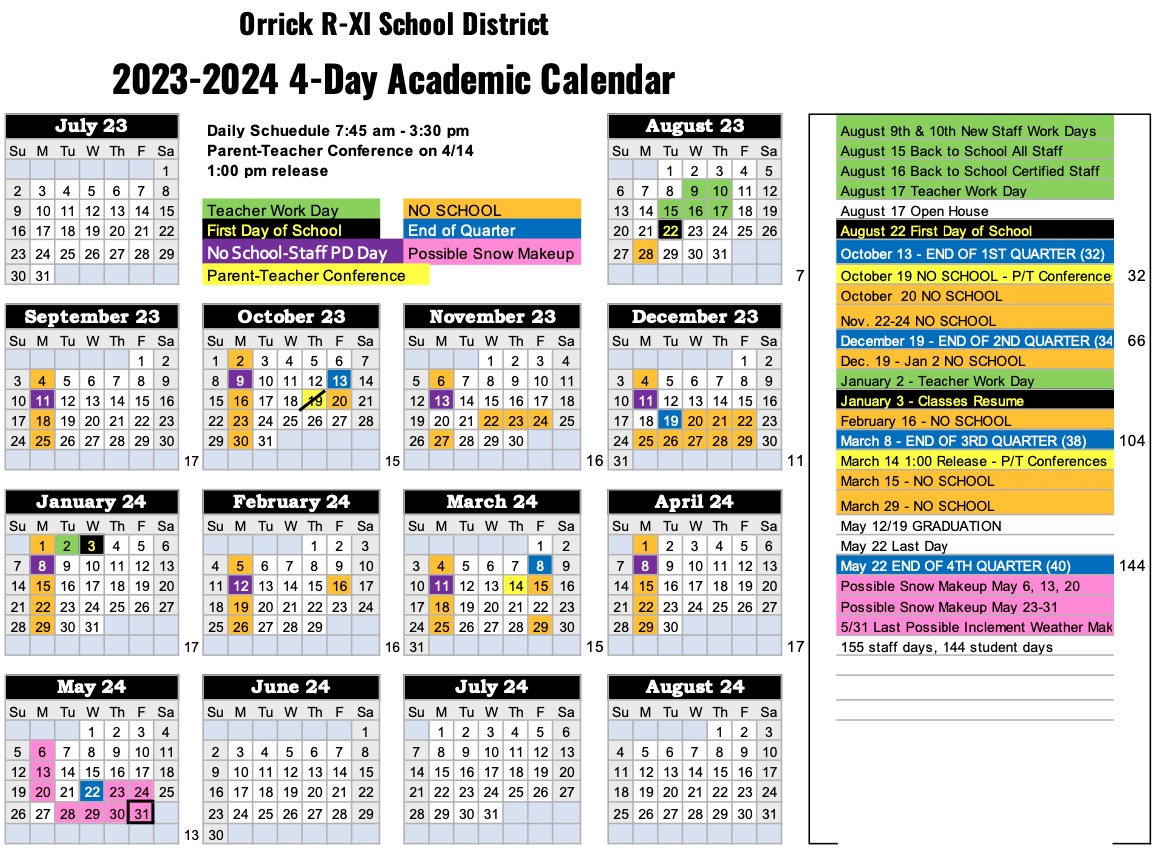 Orrick R-XI School District
2023-2024 4-Day Academic Calendar
Daily Schuedule 7:45 am - 3:30 pm
Parent-Teacher Conference on 4/14
1:00 pm release
Teacher Work Day
NO SCHOOL
First Day of School
End of Quarter
No School-Staff PD Day
Possible Snow Makeup
Parent-Teacher Conference
July 23
Su M Tu W Th F Sa
1
2 3 4 5 6 7 8
9 10 11 12 13 14 15
16 17 18 19 20 21 22
23 24 25 26 27 28 29
30 31
August 23
Su M Tu W Th F Sa
1 2 3 4 5
6 7 8 9 10 11 12
13 14 15 16 17 18 19
20 21 22 23 24 25 26
27 28 29 30 31
7
September 23
Su M Tu W Th F Sa
1 2
3 4 5 6 7 8 9
10 11 12 13 14 15 16
17 18 19 20 21 22 23
24 25 26 27 28 29 30
17
October 23
Su M Tu W Th F Sa
1 2 3 4 5 6 7
8 9 10 11 12 13 14
15 16 17 18 19 20 21
22 23 24 25 26 27 28
29 30 31
15
November 23
Su M Tu W Th F Sa
1 2 3 4
5 6 7 8 9 10 11
12 13 14 15 16 17 18
19 20 21 22 23 24 25
26 27 28 29 30
16
December 23
Su M Tu W Th F Sa
1 2
3 4 5 6 7 8 9
10 11 12 13 14 15 16
17 18 19 20 21 22 23
24 25 26 27 28 29 30
31
11
January 24
Su M Tu W Th F Sa
1 2 3 4 5 6
7 8 9 10 11 12 13
14 15 16 17 18 19 20
21 22 23 24 25 26 27
28 29 30 31
17
February 24
Su M Tu W Th F Sa
1 2 3
4 5 6 7 8 9 10
11 12 13 14 15 16 17
18 19 20 21 22 23 24
25 26 27 28 29
16
March 24
Su M Tu W Th F Sa
1 2
3 4 5 6 7 8 9
10 11 12 13 14 15 16
17 18 19 20 21 22 23
24 25 26 27 28 29 30
31
15
April 24
Su M Tu W Th F Sa
1 2 3 4 5 6
7 8 9 10 11 12 13
14 15 16 17 18 19 20
21 22 23 24 25 26 27
28 29 30
17
May 24
Su M Tu W Th F Sa
1 2 3 4
5 6 7 8 9 10 11
12 13 14 15 16 17 18
19 20 21 22 23 24 25
26 27 28 29 30 31
13
June 24
Su M Tu W Th F Sa
1
2 3 4 5 6 7 8
9 10 11 12 13 14 15
16 17 18 19 20 21 22
23 24 25 26 27 28 29
30
July 24
Su M Tu W Th F Sa
1 2 3 4 5 6
7 8 9 10 11 12 13
14 15 16 17 18 19 20
21 22 23 24 25 26 27
28 29 30 31
August 24
Su M Tu W Th F Sa
1 2 3
4 5 6 7 8 9 10
11 12 13 14 15 16 17
18 19 20 21 22 23 24
25 26 27 28 29 30 31
August 9th & 10th New Staff Work Days
August 15 Back to School All Staff
August 16 Back to School Certified Staff
August 17 Teacher Work Day
August 17 Open House
August 22 First Day of School
October 13 - END OF 1ST QUARTER (32)
October 19 NO SCHOOL - P/T Conference 32
October 20 NO SCHOOL
Nov. 22-24 NO SCHOOL
December 19 - END OF 2ND QUARTER (34 66
Dec. 19 - Jan 2 NO SCHOOL
January 2 - Teacher Work Day
January 3 - Classes Resume
February 16 - NO SCHOOL
March 8 - END OF 3RD QUARTER (38) 104
March 14 1:00 Release - P/T Conferences
March 15 - NO SCHOOL
March 29 - NO SCHOOL
May 12/19 GRADUATION
May 22 Last Day
May 22 END OF 4TH QUARTER (40) 144
Possible Snow Makeup May 6, 13, 20
Possible Snow Makeup May 23-31
5/31 Last Possible Inclement Weather Mak
155 staff days, 144 student days